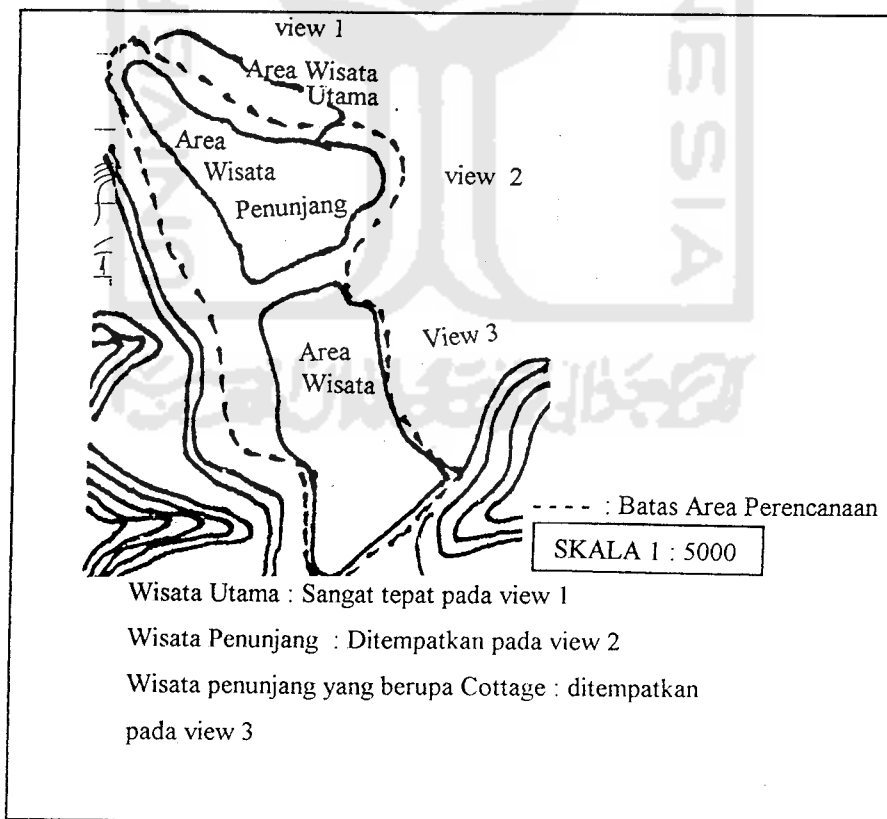 view 1
Area Wisata
Utama
Area
Wisata
Penunjang
view 2
View 3
Area
Wisata
---- : Batas Area Perencanaan
SKALA 1 : 5000
Wisata Utama : Sangat tepat pada view 1
Wisata Penunjang : Ditempatkan pada view 2
Wisata penunjang yang berupa Cottage : ditempatkan
pada view 3